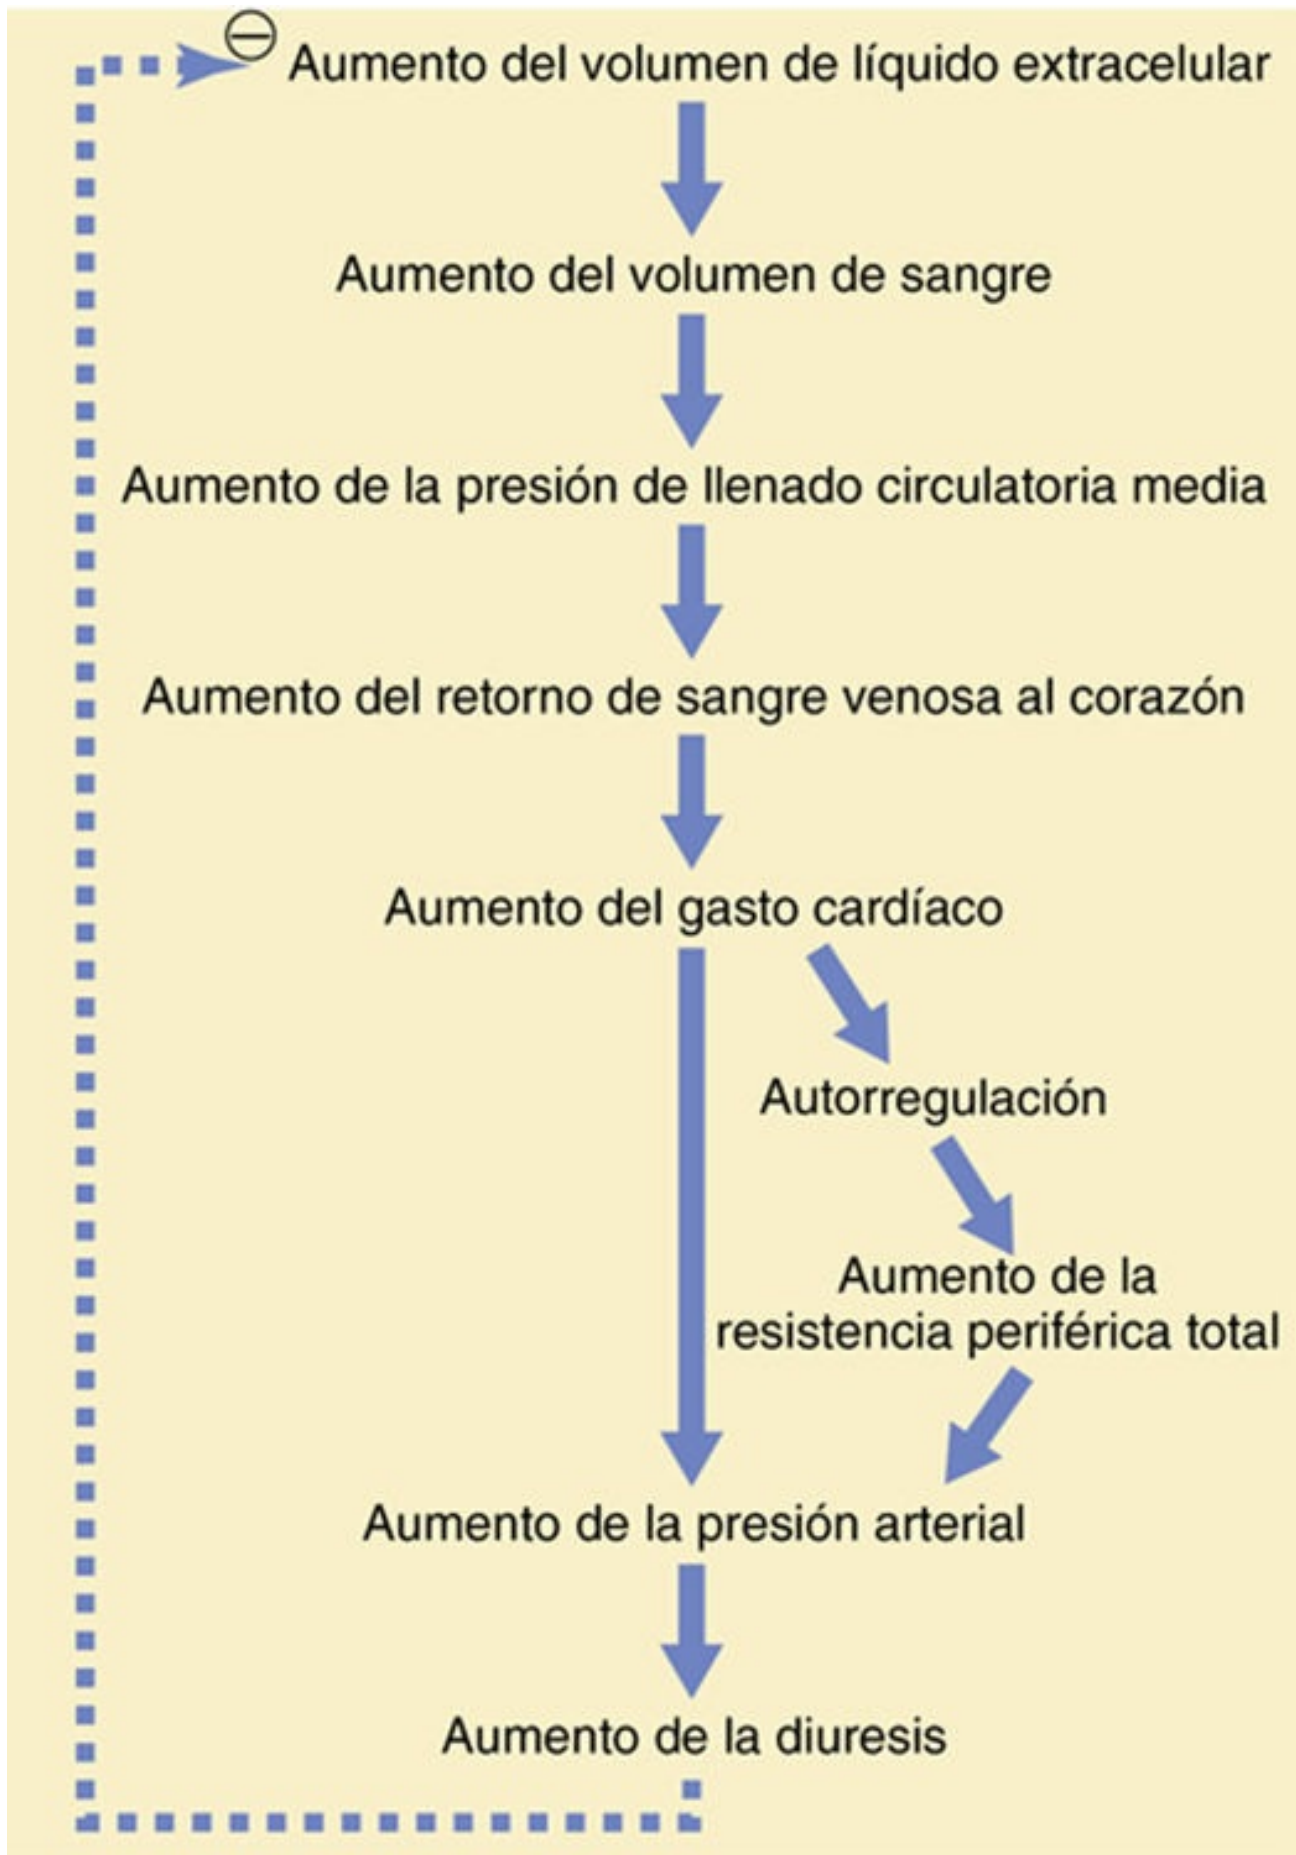 Aumento del volumen de líquido extracelular
Aumento del volumen de sangre
Aumento de la presión de llenado circulatoria media
Aumento del retorno de sangre venosa al corazón
Aumento del gasto cardíaco
Autorregulación
Aumento de la
resistencia periférica total
Aumento de la presión arterial
Aumento de la diuresis